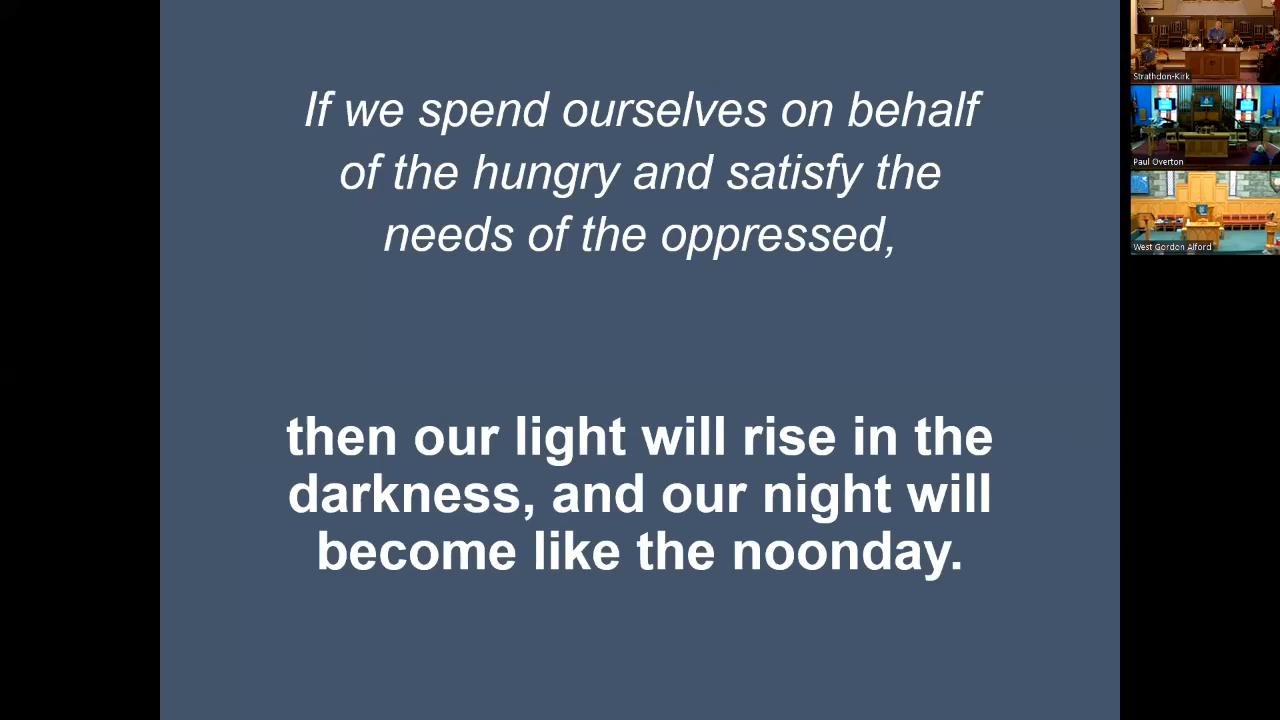 If we spend ourselves on behalf
of the hungry and satisfy the
needs of the oppressed,
then our light will rise in the
darkness, and our night will
become like the noonday.
Strathdon-Kirk
Paul Overton
West Gordon Alford